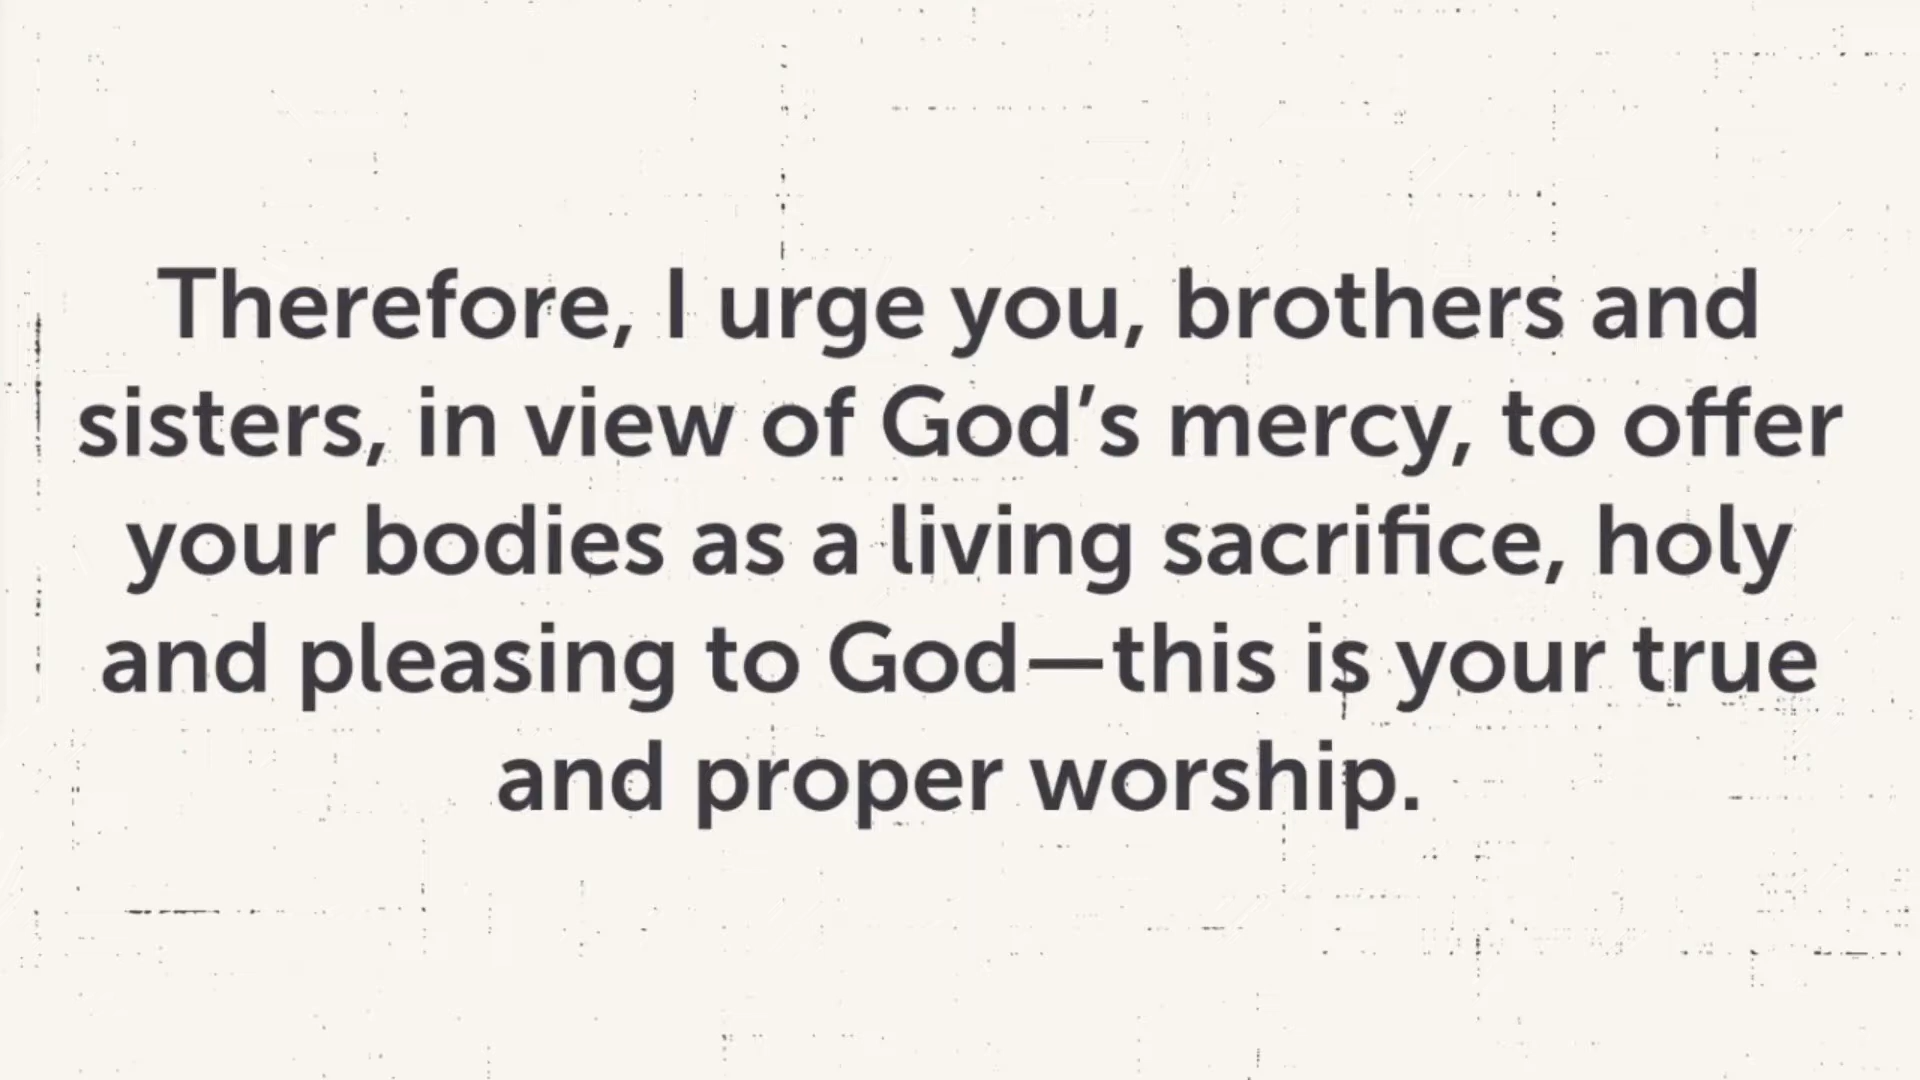 Therefore, I urge you, brothers and
sisters, in view of God’s mercy, to offer
your bodies as a living sacrifice, holy
and pleasing to God—this is your true
and proper worship.